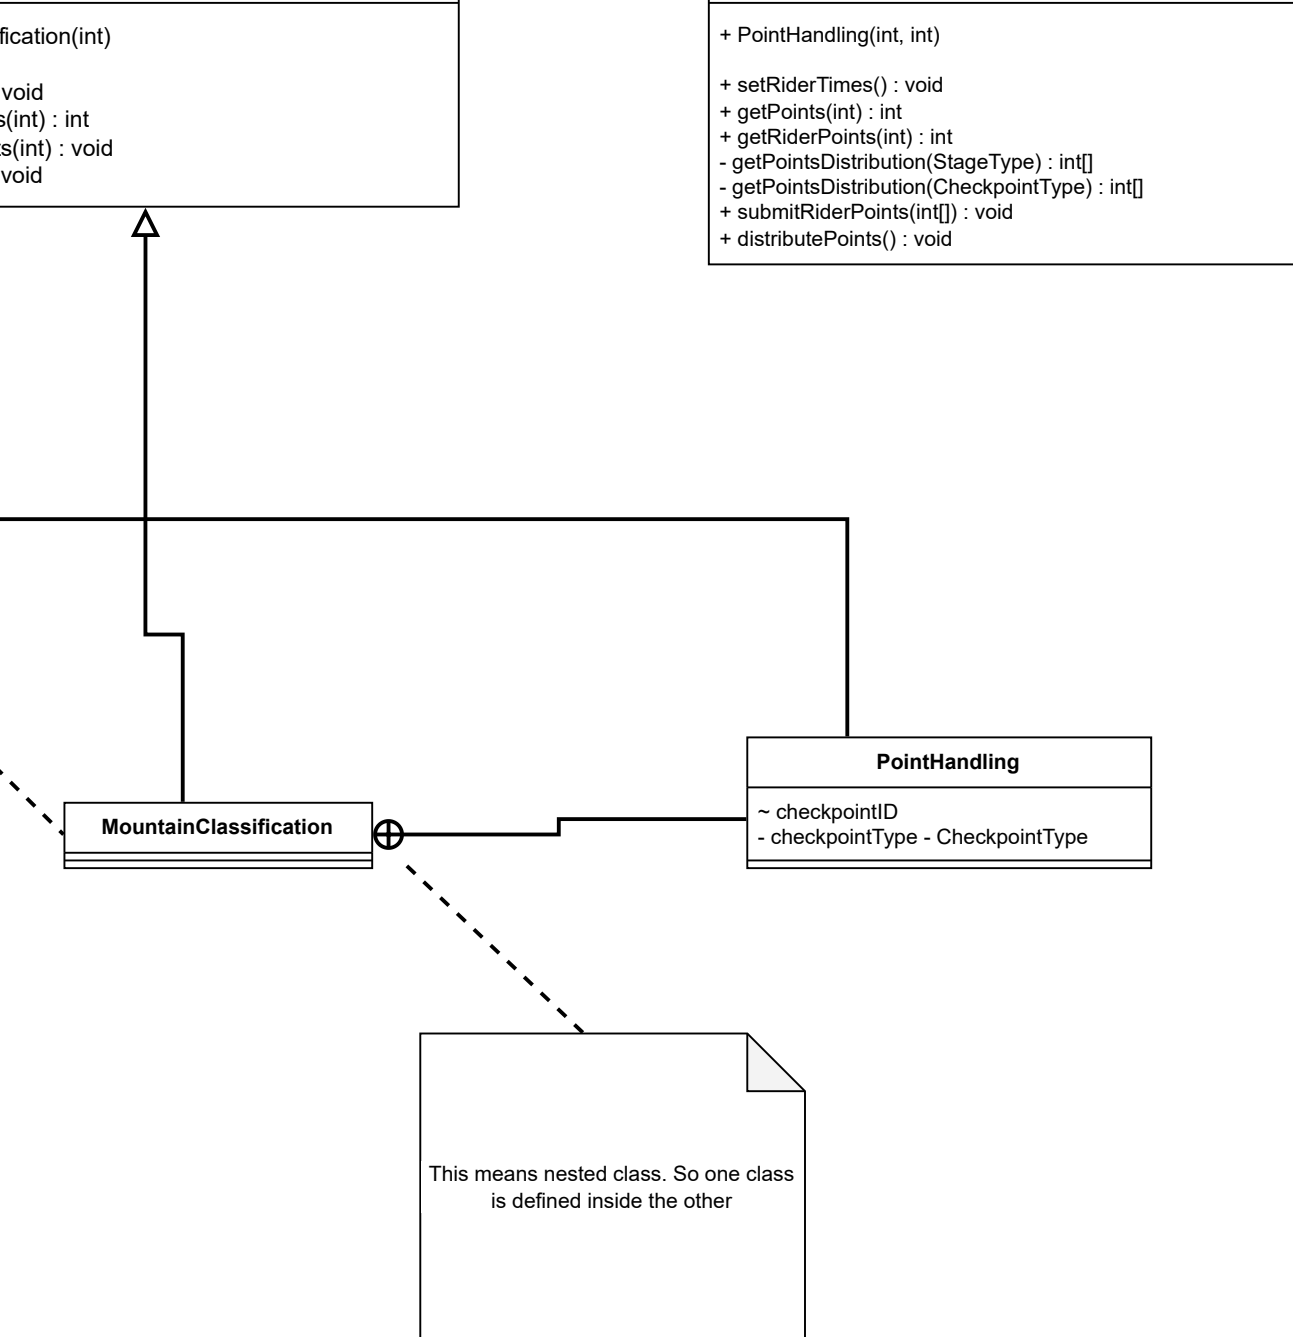 fication(int)
void
s(int) : int
ts(int) : void
void
+ PointHandling(int, int)
+ setRiderTimes() : void
+ getPoints(int) : int
+ getRiderPoints(int) : int
- getPointsDistribution(StageType) : int[]
- getPointsDistribution(CheckpointType) : int[]
+ submitRiderPoints(int[]) : void
+ distributePoints() : void
PointHandling
~ checkpointID
- checkpointType - CheckpointType
MountainClassification
This means nested class. So one class
is defined inside the other